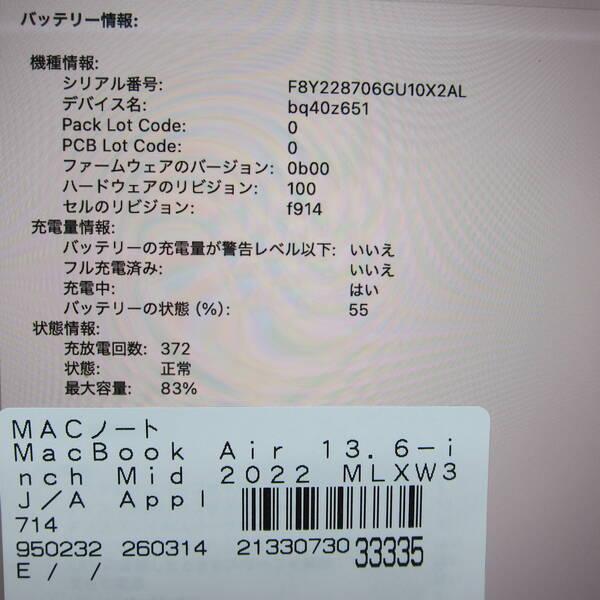 バッテリー情報:
機種情報:
シリアル番号: F8Y228706GU10X2AL
デバイス名: bq40z651
Pack Lot Code: 0
PCB Lot Code: 0
ファームウェアのバージョン: 0b00
ハードウェアのリビジョン: 100
セルのリビジョン: f914
充電量情報:
バッテリーの充電量が警告レベル以下: いいえ
フル充電済み: いいえ
充電中: はい
バッテリーの状態 (%): 55
状態情報:
充放電回数: 372
状態: 正常
最大容量: 83%
MACノート
MacBook Air 13.6-i
nch Mid 2022 MLXW3
J/A Appl
714
950232 260314 21330730 33335
E / /